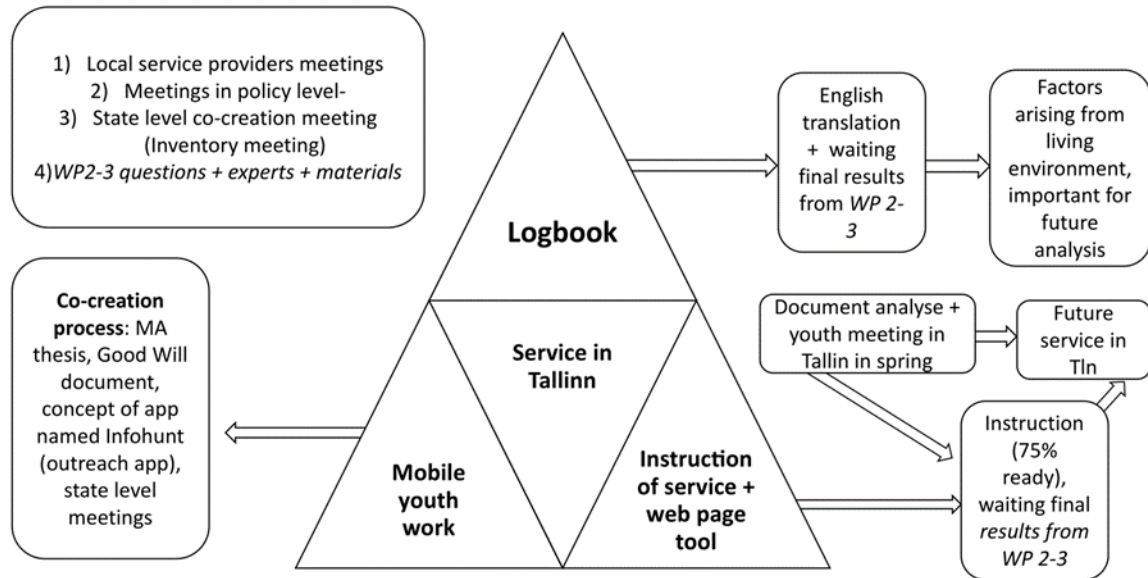 1) Local service providers meetings
2) Meetings in policy level-
3) State level co-creation meeting
(Inventory meeting)
4)WP2-3 questions + experts + materials
English
translation
+ waiting
final results
from WP 2-
3
Factors
arising from
living
environment,
important for
future
analysis
Logbook
Co-creation
process: MA
thesis, Good Will
document,
concept of app
named Infohunt
(outreach app),
state level
meetings
Service in
Tallinn
Document analyse +
youth meeting in
Tallin in spring
Future
service in
Tln
Mobile
youth
work
Instruction
of service +
web page
tool
Instruction
(75%
ready),
waiting final
results from
WP 2-3